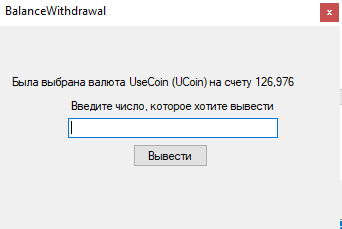 BalanceWithdrawal
Была выбрана валюта UseCoin (UCoin) на счету 126,976
Введите число, которое хотите вывести
Вывести